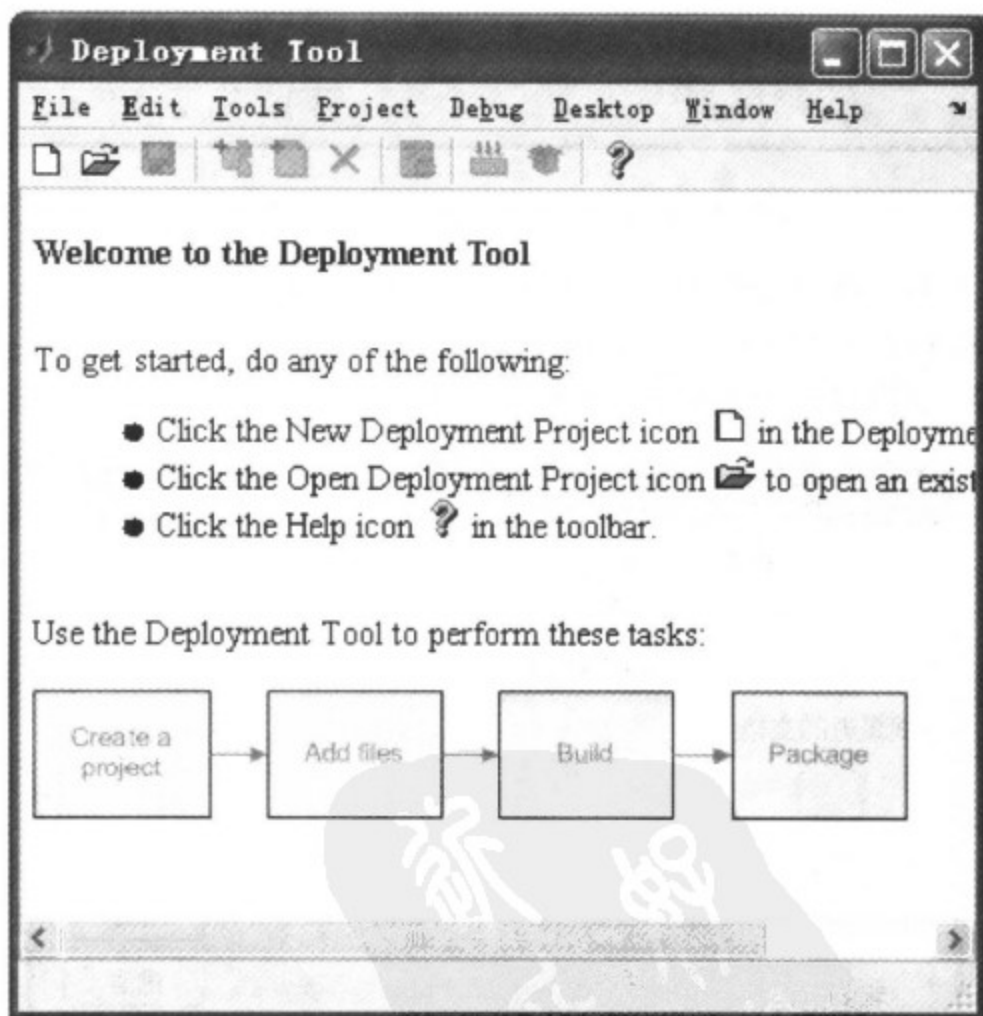 Deployment Tool
File Edit Tools Project Debug Desktop Window Help
Welcome to the Deployment Tool
To get started, do any of the following:
Click the New Deployment Project icon in the Deployme
Click the Open Deployment Project icon to open an exist
Click the Help icon in the toolbar.
Use the Deployment Tool to perform these tasks:
Create a
project
Add files
Build
Package